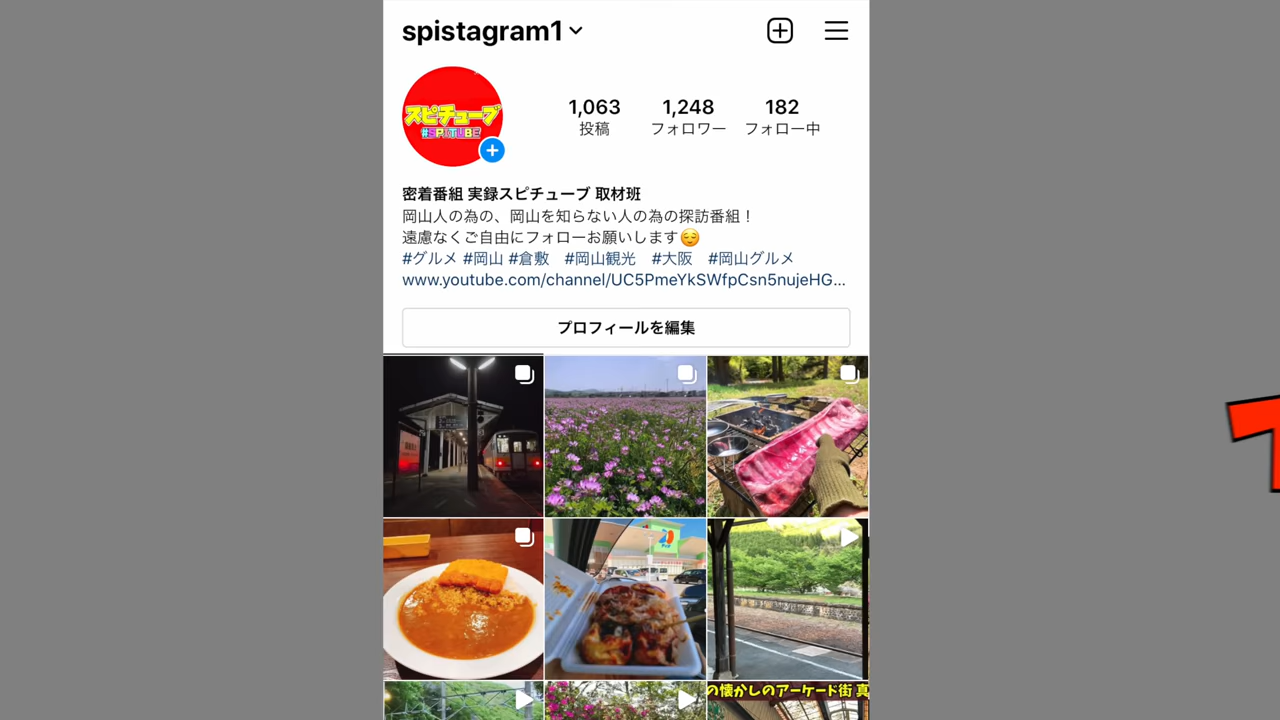 spistagram1
スピチューブ
#SPITUBE
1,063
投稿
1,248
フォロワー
182
フォロー中
密着番組 実録スピチューブ 取材班
岡山人の為の、岡山を知らない人の為の探訪番組！
遠慮なくご自由にフォローお願いします😌
#グルメ #岡山 #倉敷　#岡山観光　#大阪　#岡山グルメ
www.youtube.com/channel/UC5PmeYkSWfpCsn5nujeHG...
プロフィールを編集
の懐かしのアーケード街 真